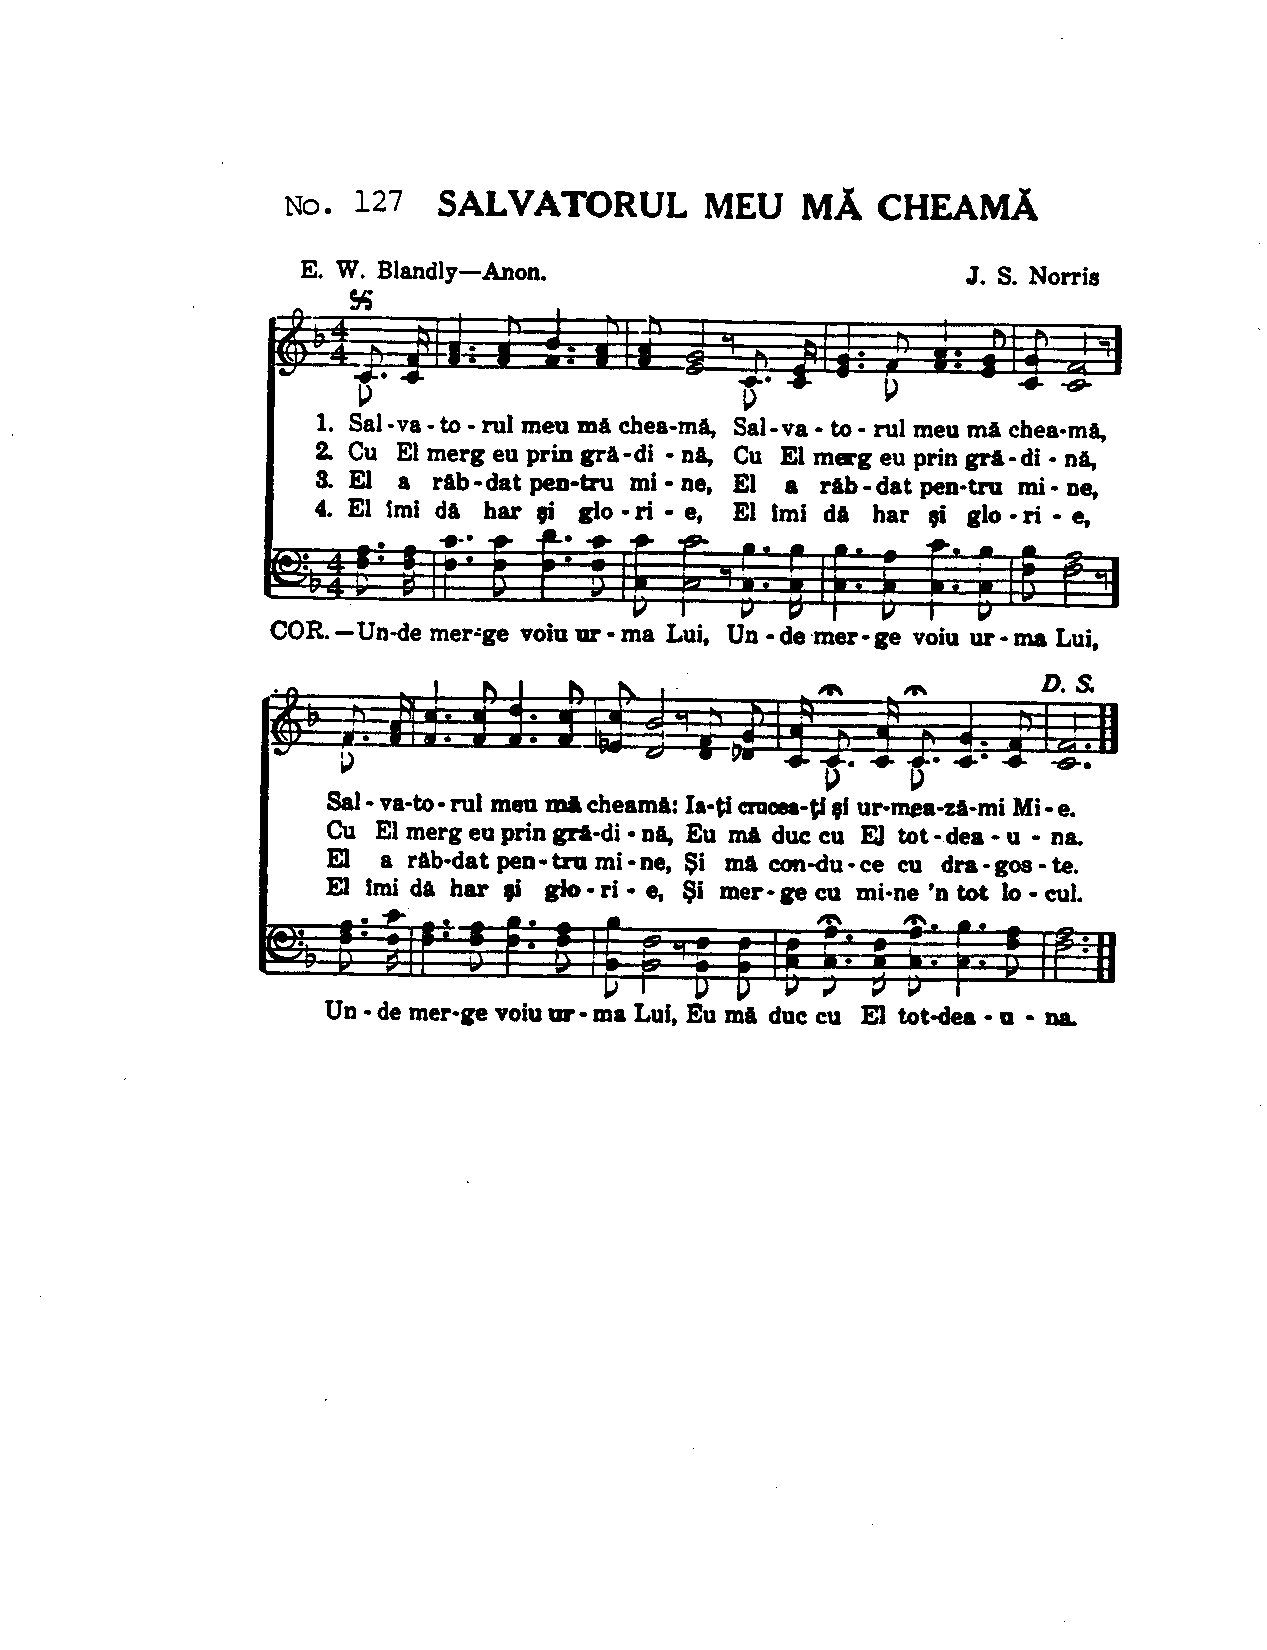 No. 127 SALVATORUL MEU MĂ CHEAMĂ
E. W. Blandly—Anon. J. S. Norris
1. Sal-va-to-rul meu mă chea-mă, Sal-va-to-rul meu mă chea-mă,
2. Cu El merg eu prin gră-di-nă, Cu El merg eu prin gră-di-nă,
3. El a răb-dat pen-tru mi-ne, El a răb-dat pen-tru mi-ne,
4. El îmi dă har şi glo-ri-e, El îmi dă har şi glo-ri-e,
COR.—Un-de mer-ge voiu ur-ma Lui, Un-de mer-ge voiu ur-ma Lui,
D. S.
Sal-va-to-rul meu mă cheamă: Ia-ţi crucea-ţi şi ur-mea-ză-mi Mi-e.
Cu El merg eu prin gră-di-nă, Eu mă duc cu El tot-dea-u-na.
El a răb-dat pen-tru mi-ne, Şi mă con-du-ce cu dra-gos-te.
El îmi dă har şi glo-ri-e, Şi mer-ge cu mi-ne 'n tot lo-cul.
Un-de mer-ge voiu ur-ma Lui, Eu mă duc cu El tot-dea-u-na.